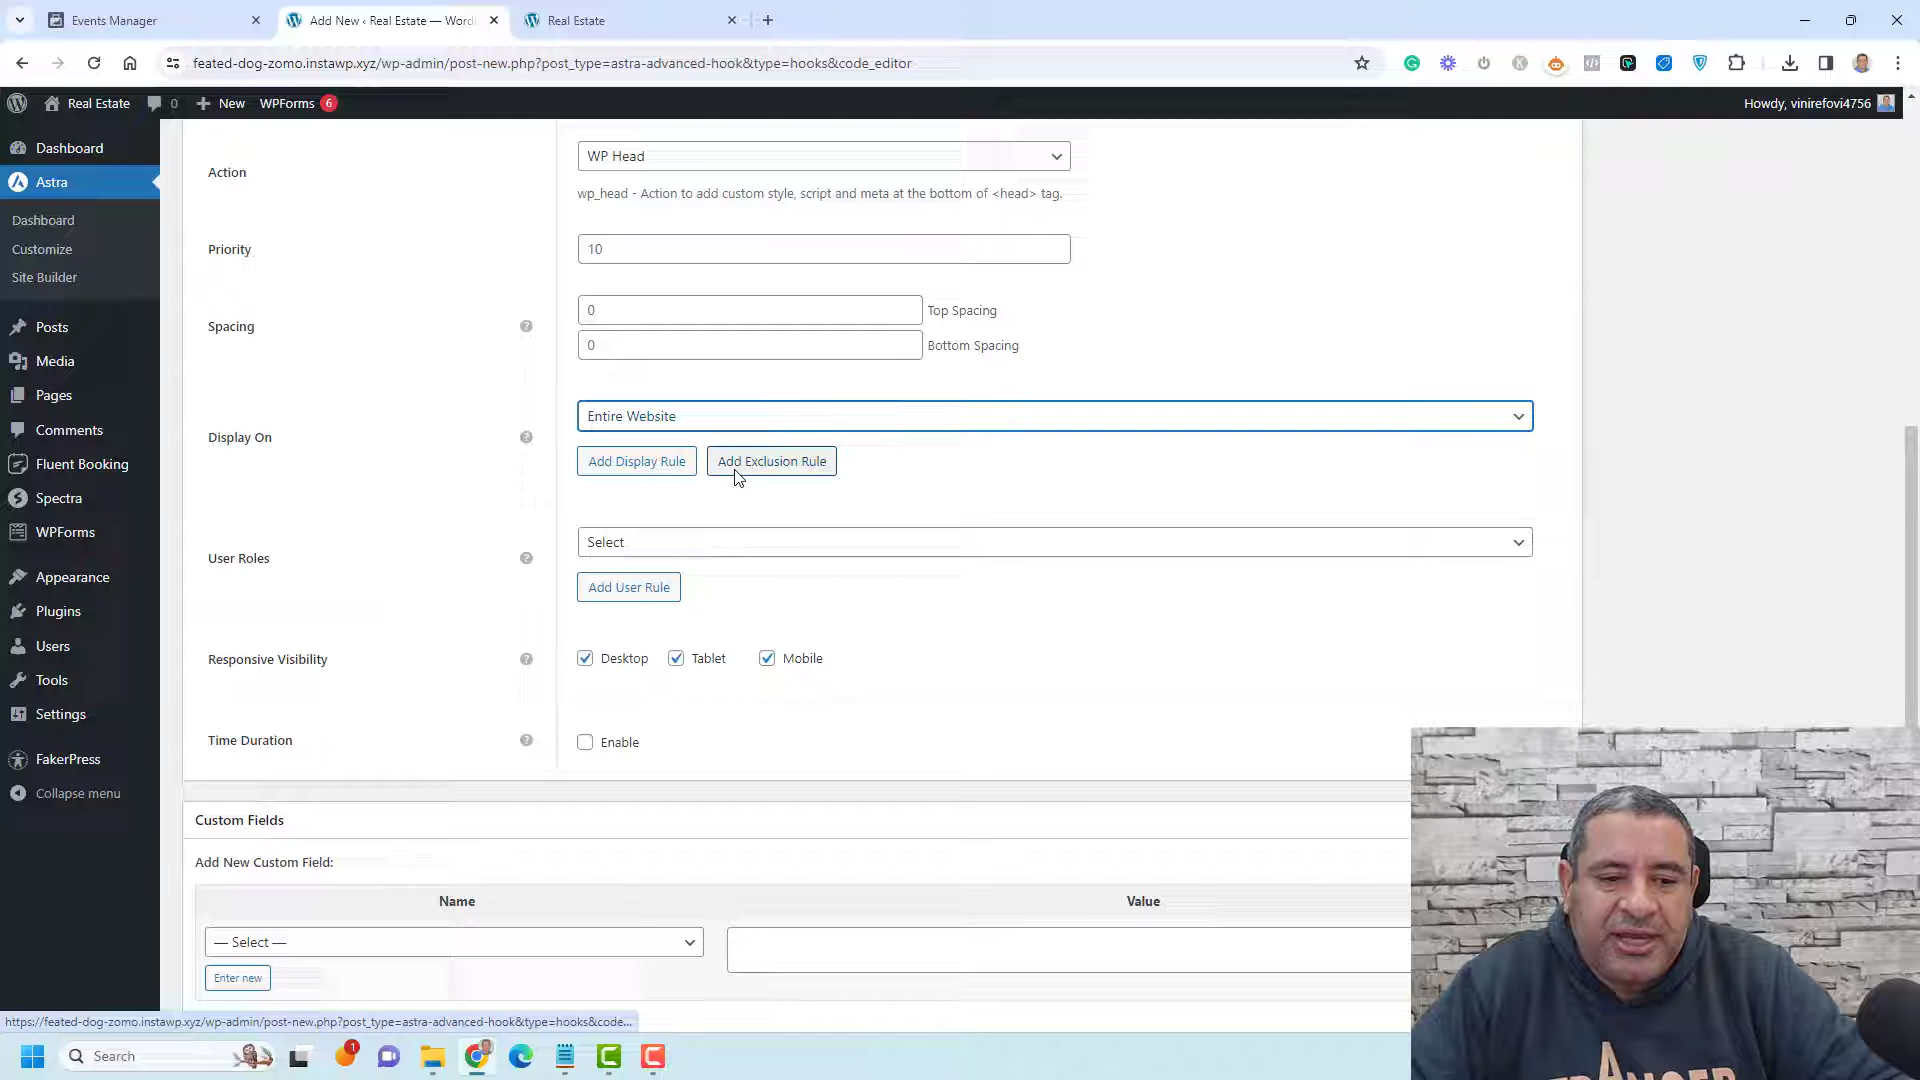 Events Manager
Add New ‹ Real Estate — Word
Real Estate
feated-dog-zomo.instawp.xyz/wp-admin/post-new.php?post_type=astra-advanced-hook&type=hooks&code_editor
Real Estate
0
New
WPForms 6
Howdy, vinirefovi4756
Dashboard
Astra
Dashboard
Customize
Site Builder
Posts
Media
Pages
Comments
Fluent Booking
Spectra
WPForms
Appearance
Plugins
Users
Tools
Settings
FakerPress
Collapse menu
Action
WP Head
wp_head - Action to add custom style, script and meta at the bottom of <head> tag.
Priority
10
Spacing
0
Top Spacing
0
Bottom Spacing
Display On
Entire Website
Add Display Rule
Add Exclusion Rule
User Roles
Select
Add User Rule
Responsive Visibility
Desktop
Tablet
Mobile
Time Duration
Enable
Custom Fields
Add New Custom Field:
Name
Value
— Select —
Enter new
https://feated-dog-zomo.instawp.xyz/wp-admin/post-new.php?post_type=astra-advanced-hook&type=hooks&code...
Search
1